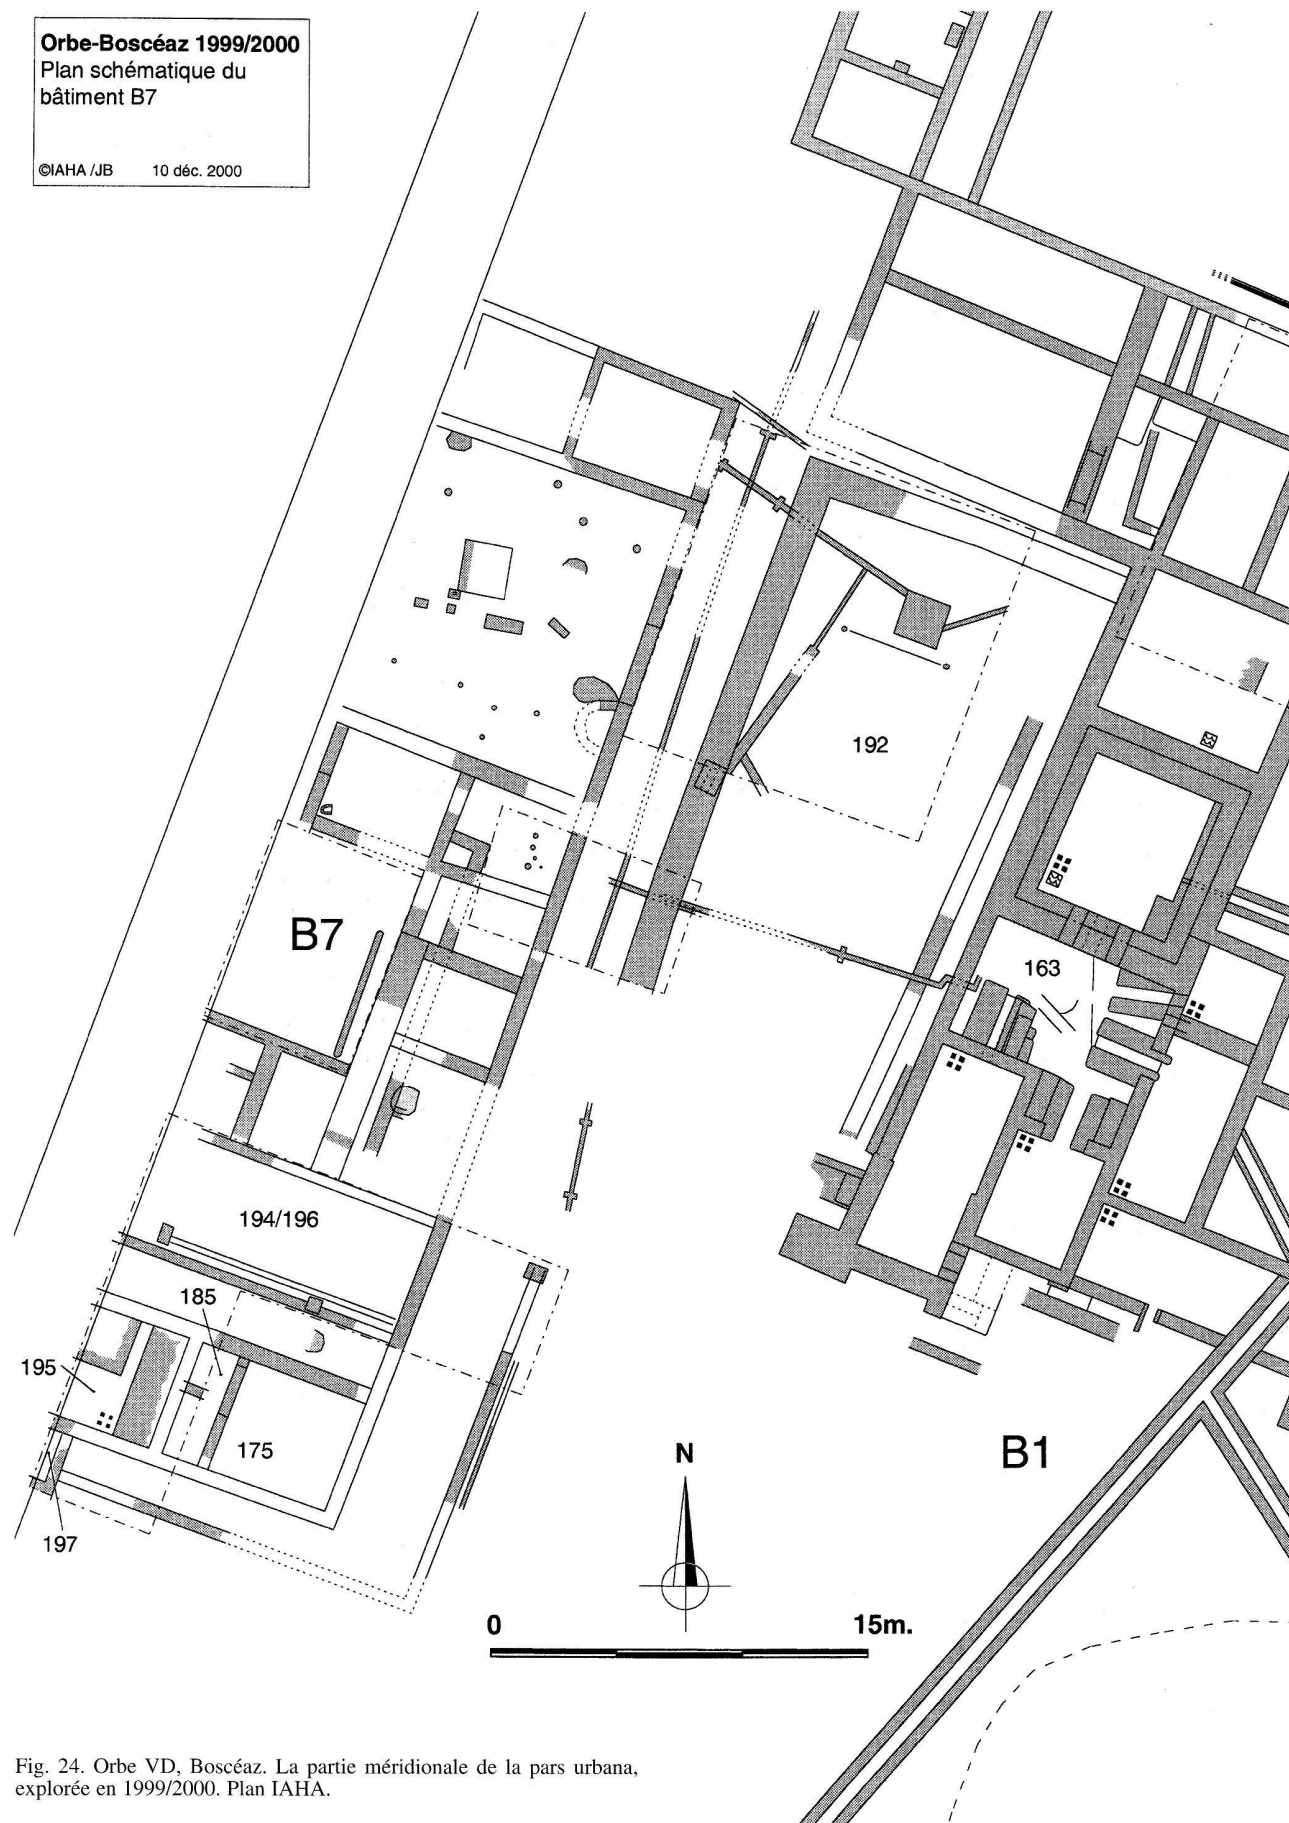 Orbe-Boscéaz 1999/2000
Plan schématique du
bâtiment B7
©IAHA /JB 10 déc. 2000
192
B7
163
194/196
185
195
175
B1
197
N
0 15m.
Fig. 24. Orbe VD, Boscéaz. La partie méridionale de la pars urbana,
explorée en 1999/2000. Plan IAHA.